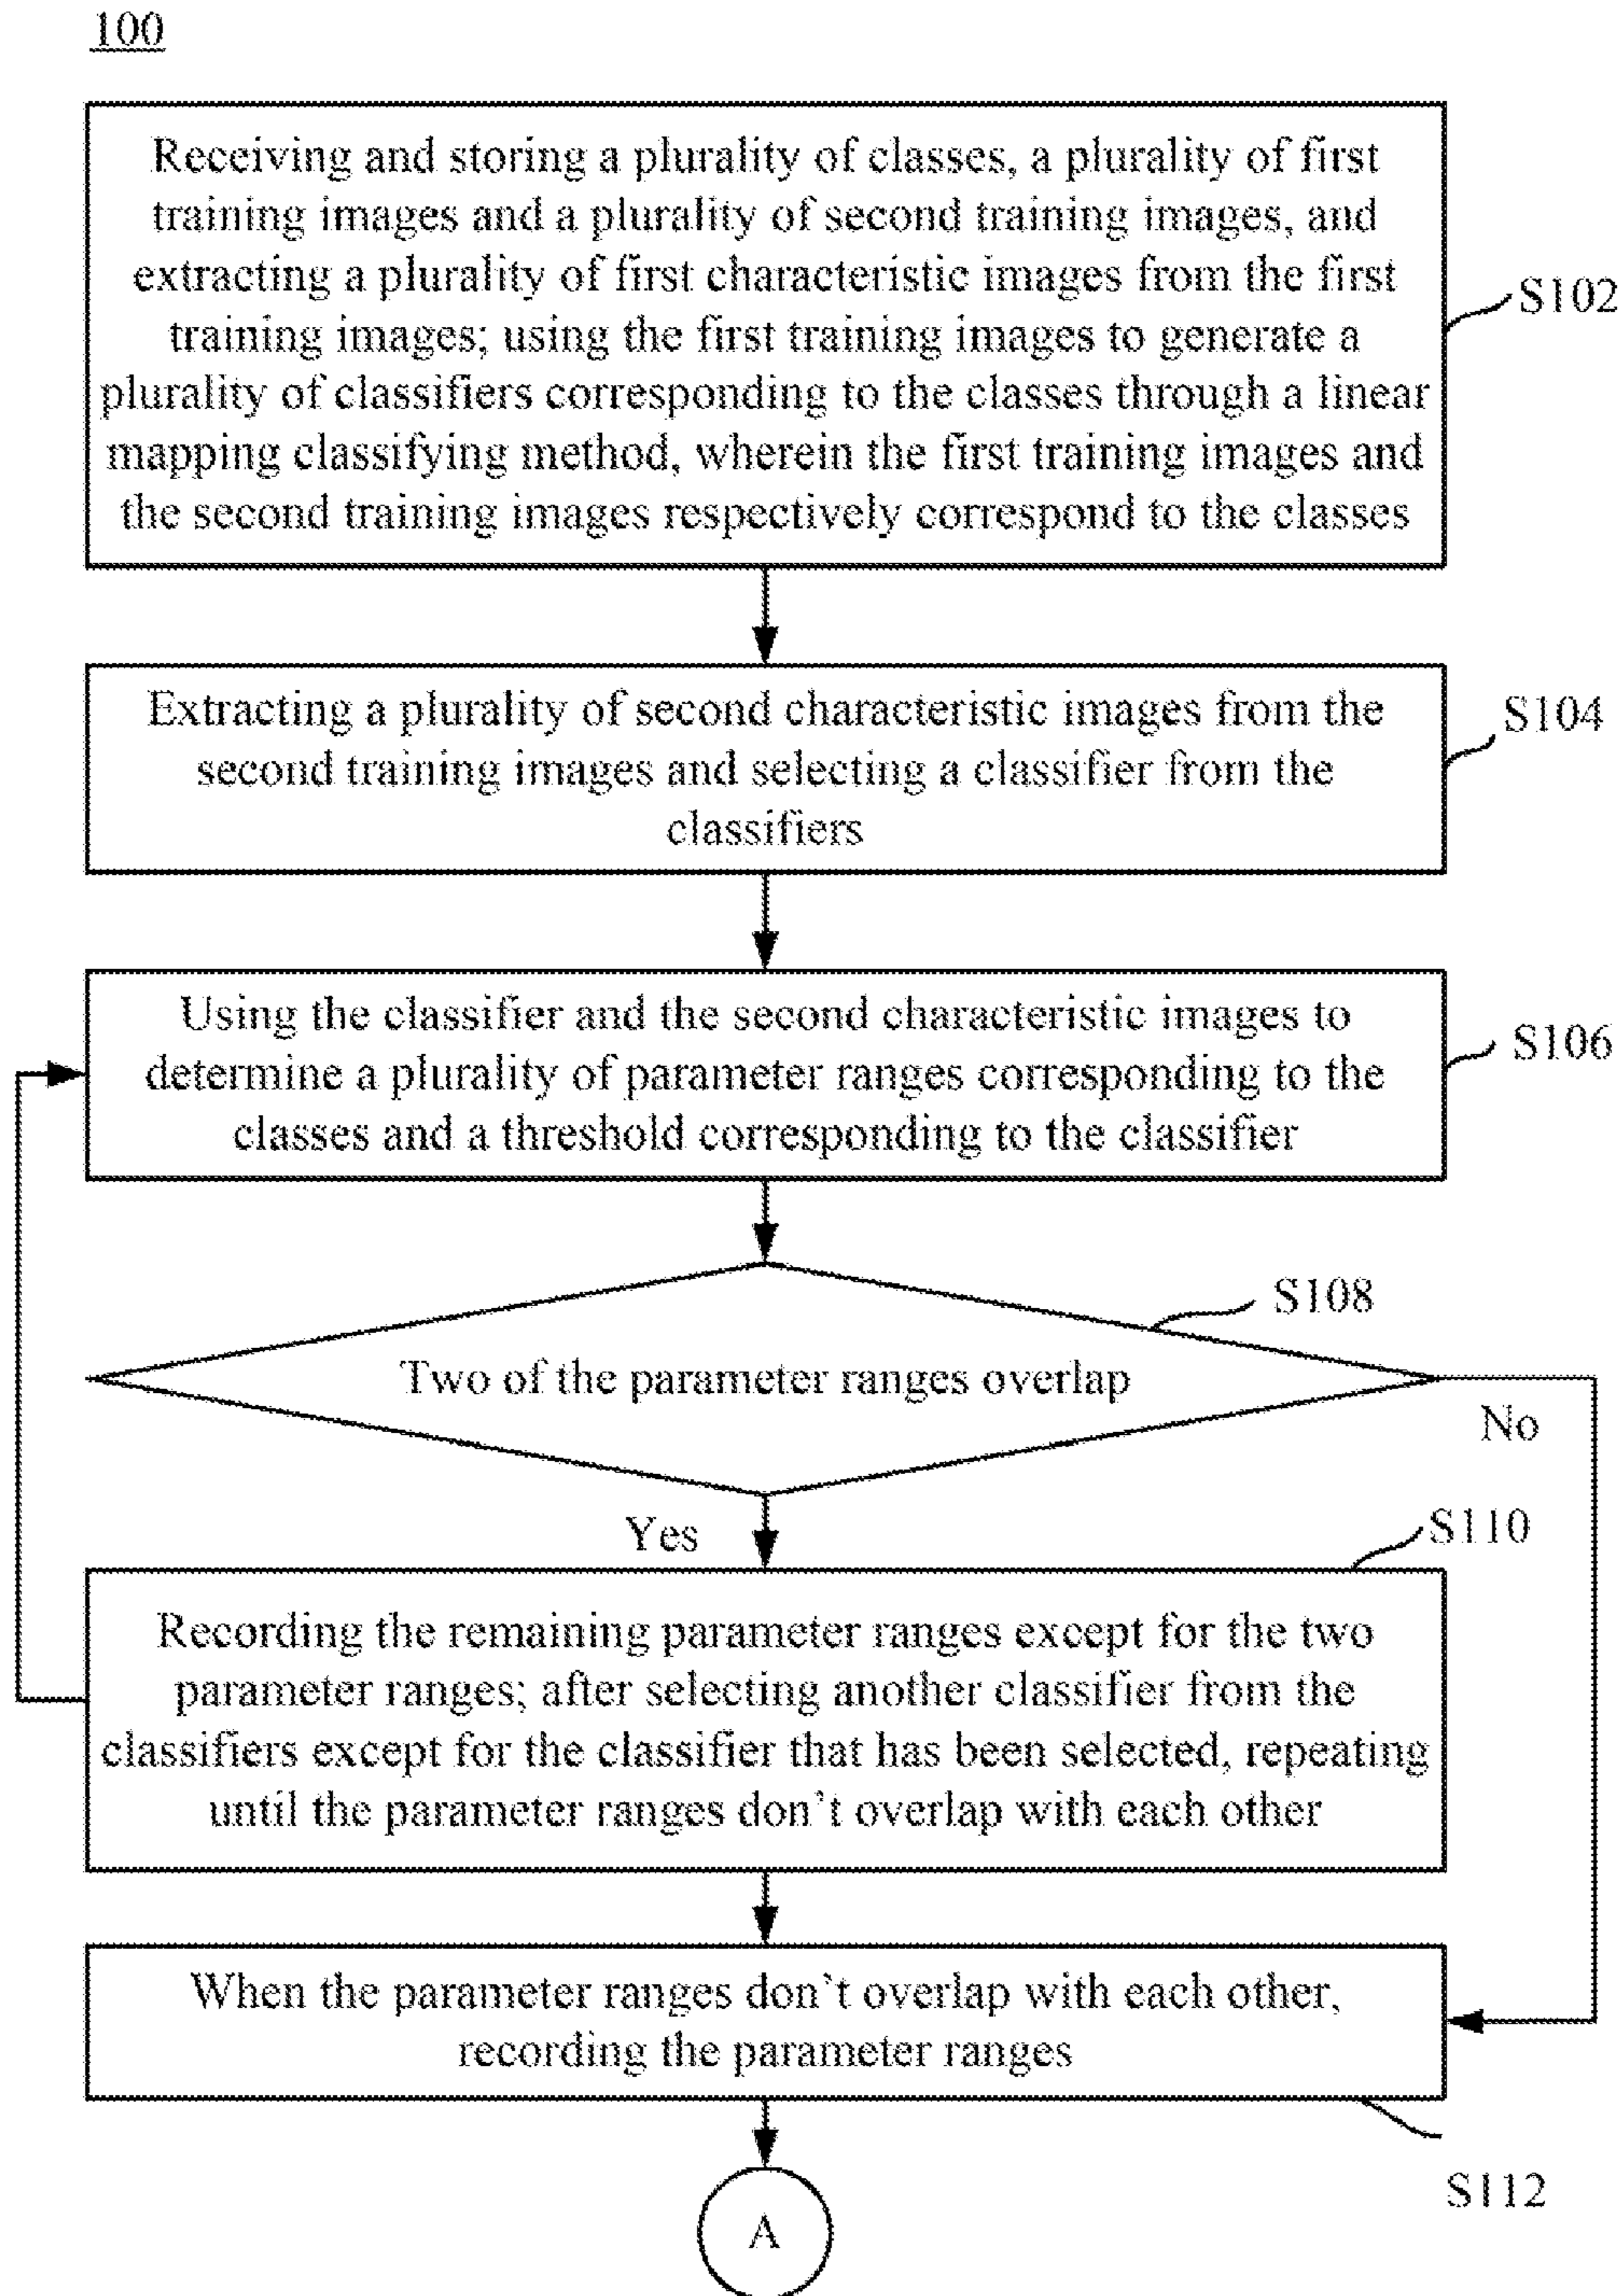 100
Receiving and storing a plurality of classes, a plurality of first
training images and a plurality of second training images, and
extracting a plurality of first characteristic images from the first
training images; using the first training images to generate a
plurality of classifiers corresponding to the classes through a linear
mapping classifying method, wherein the first training images and
the second training images respectively correspond to the classes
S102
Extracting a plurality of second characteristic images from the
second training images and selecting a classifier from the
classifiers
S104
Using the classifier and the second characteristic images to
determine a plurality of parameter ranges corresponding to the
classes and a threshold corresponding to the classifier
S106
S108
Two of the parameter ranges overlap
No
Yes
S110
Recording the remaining parameter ranges except for the two
parameter ranges; after selecting another classifier from the
classifiers except for the classifier that has been selected, repeating
until the parameter ranges don't overlap with each other
When the parameter ranges don't overlap with each other,
recording the parameter ranges
S112
A